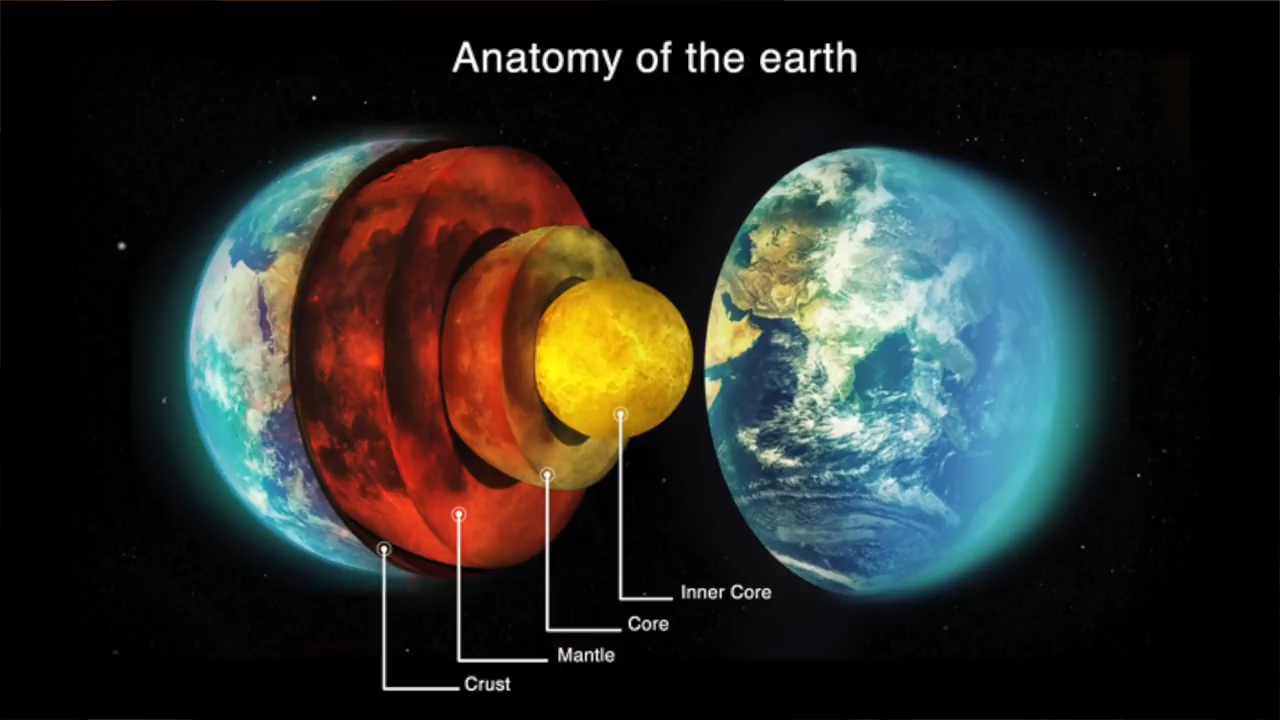 Anatomy of the earth
Inner Core
Core
Mantle
Crust